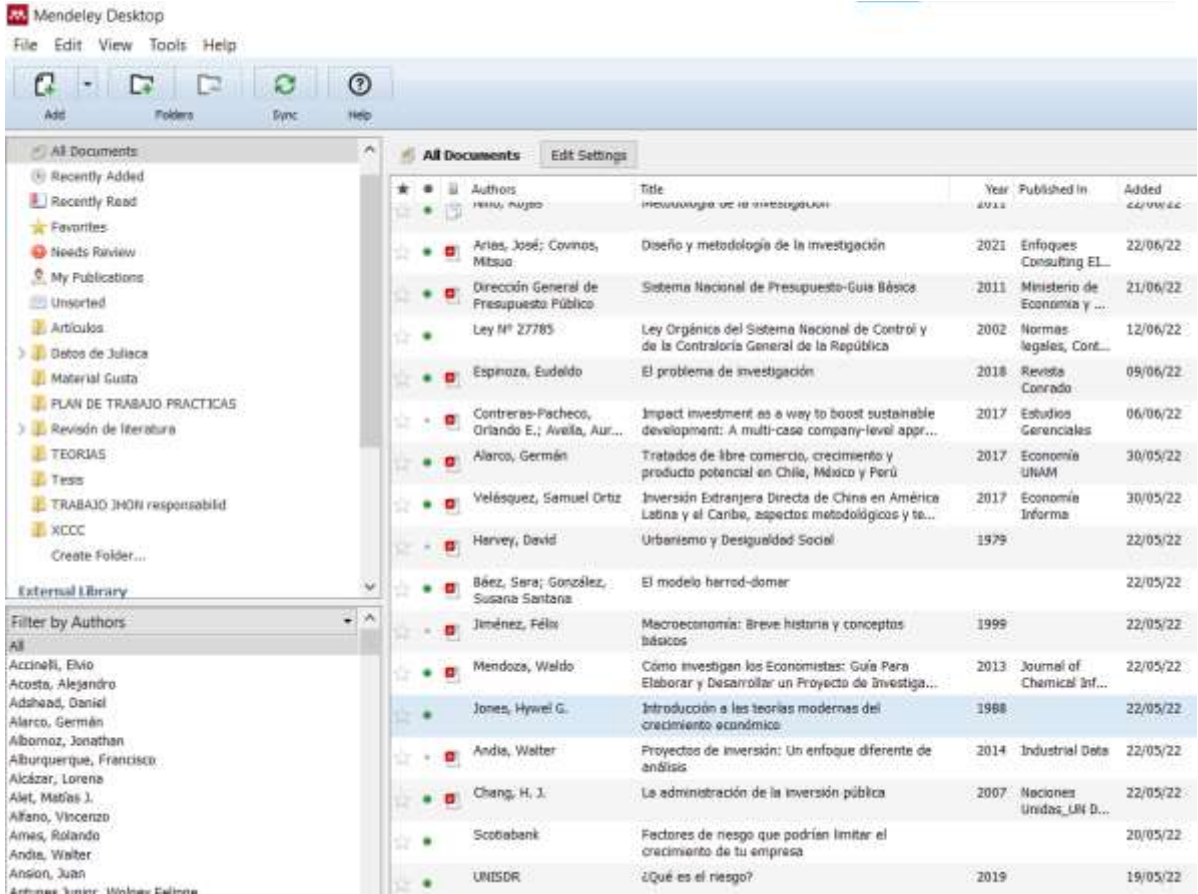 Mendeley Desktop
File Edit View Tools Help
Add Folders Sync Help
All Documents
Recently Added
Recently Read
Favorites
Needs Review
My Publications
Unsorted
Artículos
Datos de Juliaca
Material Gusta
PLAN DE TRABAJO PRACTICAS
Revisón de literatura
TEORIAS
Tesis
TRABAJO JHON responsabilid
XCCC
Create Folder...
External Library
Filter by Authors
All
Accinelli, Elvio
Acosta, Alejandro
Adshead, Daniel
Alarco, Germán
Albornoz, Jonathan
Alburquerque, Francisco
Alcázar, Lorena
Alet, Matías J.
Alfano, Vincenzo
Ames, Rolando
Andia, Walter
Ansion, Juan
Antunes Junior, Wolney Felippe
All Documents Edit Settings
Authors Title Year Published In Added
Niño, Rojas Metodología de la investigación 2011 22/06/22
Arias, José; Covinos, Diseño y metodología de la investigación 2021 Enfoques 22/06/22
Mitsuo Consulting EI...
Dirección General de Sistema Nacional de Presupuesto-Guia Básica 2011 Ministerio de 21/06/22
Presupuesto Público Economia y ...
Ley Nº 27785 Ley Orgánica del Sistema Nacional de Control y 2002 Normas 12/06/22
de la Contraloría General de la República legales, Cont...
Espinoza, Eudaldo El problema de investigación 2018 Revista 09/06/22
Conrado
Contreras-Pacheco, Impact investment as a way to boost sustainable 2017 Estudios 06/06/22
Orlando E.; Avella, Aur... development: A multi-case company-level appr... Gerenciales
Alarco, Germán Tratados de libre comercio, crecimiento y 2017 Economía 30/05/22
producto potencial en Chile, México y Perú UNAM
Velásquez, Samuel Ortiz Inversión Extranjera Directa de China en América 2017 Economía 30/05/22
Latina y el Caribe, aspectos metodológicos y te... Informa
Harvey, David Urbanismo y Desigualdad Social 1979 22/05/22
Báez, Sara; González, El modelo harrod-domar 22/05/22
Susana Santana
Jiménez, Félix Macroeconomía: Breve historia y conceptos 1999 22/05/22
básicos
Mendoza, Waldo Cómo investigan los Economistas: Guía Para 2013 Journal of 22/05/22
Elaborar y Desarrollar un Proyecto de Investiga... Chemical Inf...
Jones, Hywel G. Introducción a las teorías modernas del 1988 22/05/22
crecimiento económico
Andia, Walter Proyectos de inversión: Un enfoque diferente de 2014 Industrial Data 22/05/22
análisis
Chang, H. J. La administración de la inversión pública 2007 Naciones 22/05/22
Unidas_UN D...
Scotiabank Factores de riesgo que podrían limitar el 20/05/22
crecimiento de tu empresa
UNISDR ¿Qué es el riesgo? 2019 19/05/22